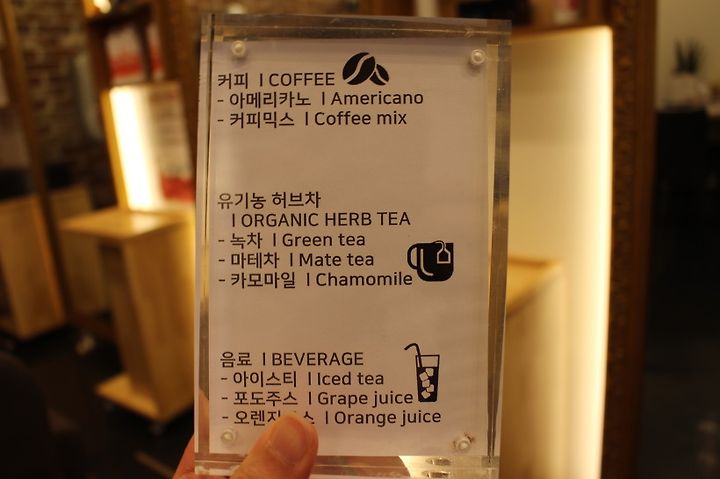 커피 | COFFEE
- 아메리카노 | Americano
- 커피믹스 | Coffee mix
유기농 허브차
| ORGANIC HERB TEA
- 녹차 | Green tea
- 마테차 | Mate tea
- 카모마일 | Chamomile
음료 | BEVERAGE
- 아이스티 | Iced tea
- 포도주스 | Grape juice
- | Orange juice